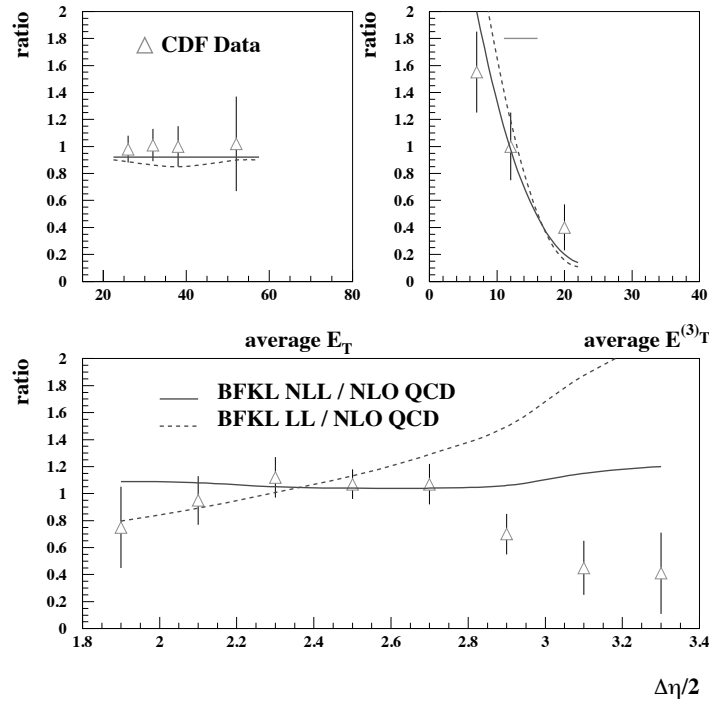 ratio
2
1.8
1.6
1.4
1.2
1
0.8
0.6
0.4
0.2
0
CDF Data
20 40 60 80
average E_T
ratio
2
1.8
1.6
1.4
1.2
1
0.8
0.6
0.4
0.2
0
0 10 20 30 40
average E^(3)_T
ratio
2
1.8
1.6
1.4
1.2
1
0.8
0.6
0.4
0.2
0
BFKL NLL / NLO QCD
BFKL LL / NLO QCD
1.8 2 2.2 2.4 2.6 2.8 3 3.2 3.4
Δη/2